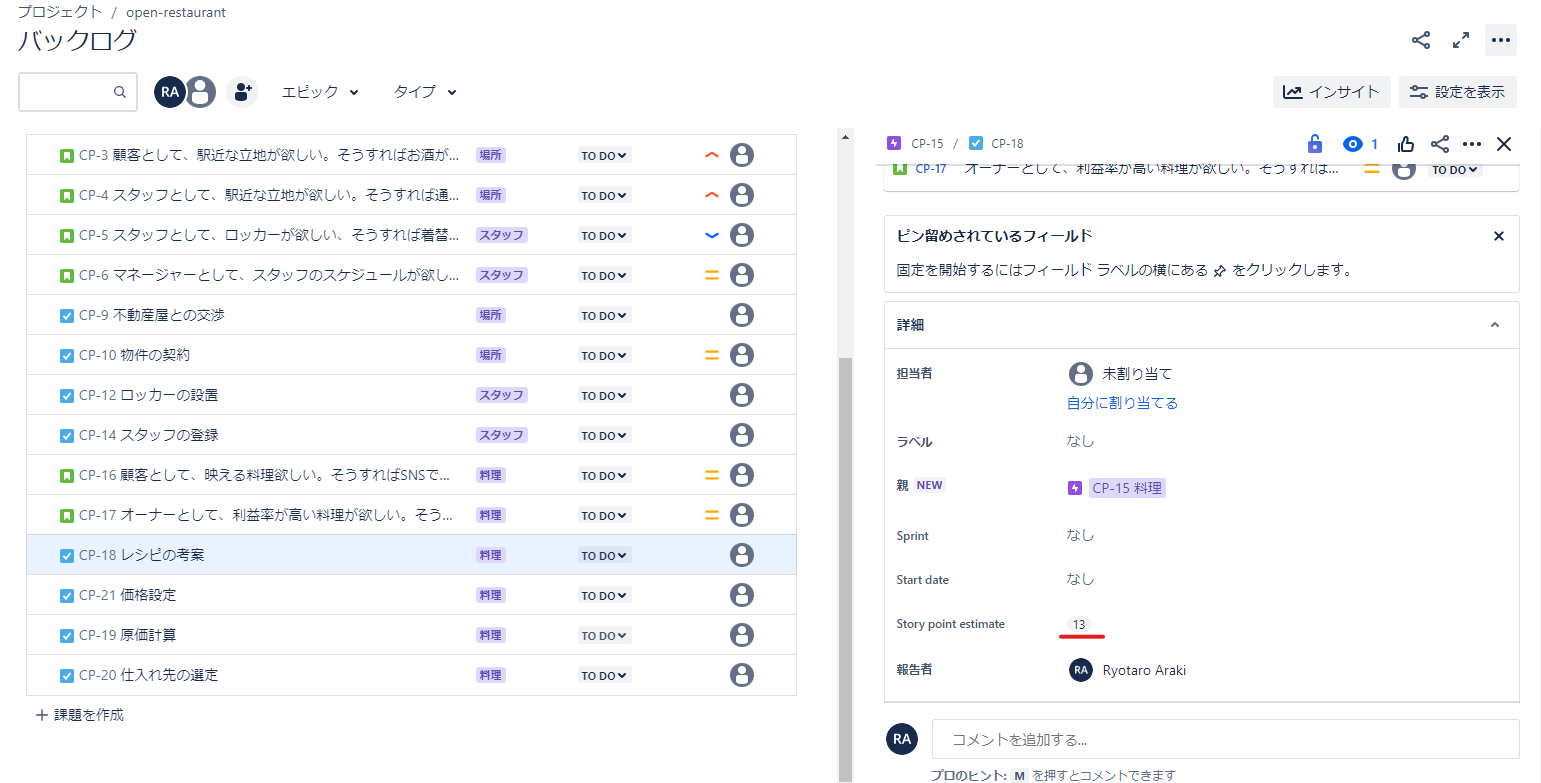 プロジェクト / open-restaurant
バックログ
RA エピック タイプ インサイト 設定を表示
CP-3 顧客として、駅近な立地が欲しい。そうすればお酒が... 場所 TO DO
CP-4 スタッフとして、駅近な立地が欲しい。そうすれば通... 場所 TO DO
CP-5 スタッフとして、ロッカーが欲しい、そうすれば着替... スタッフ TO DO
CP-6 マネージャーとして、スタッフのスケジュールが欲し... スタッフ TO DO
CP-9 不動産屋との交渉 場所 TO DO
CP-10 物件の契約 場所 TO DO
CP-12 ロッカーの設置 スタッフ TO DO
CP-14 スタッフの登録 スタッフ TO DO
CP-16 顧客として、映える料理欲しい。そうすればSNSで... 料理 TO DO
CP-17 オーナーとして、利益率が高い料理が欲しい。そう... 料理 TO DO
CP-18 レシピの考案 料理 TO DO
CP-21 価格設定 料理 TO DO
CP-19 原価計算 料理 TO DO
CP-20 仕入れ先の選定 料理 TO DO
+ 課題を作成
CP-15 / CP-18 1
CP-17 オーナーとして、利益率が高い料理が欲しい。そうすれは... TO DO
ピン留めされているフィールド
固定を開始するにはフィールド ラベルの横にある をクリックします。
詳細
担当者 未割り当て
自分に割り当てる
ラベル なし
親 NEW CP-15 料理
Sprint なし
Start date なし
Story point estimate 13
報告者 RA Ryotaro Araki
RA コメントを追加する...
プロのヒント: M を押すとコメントできます